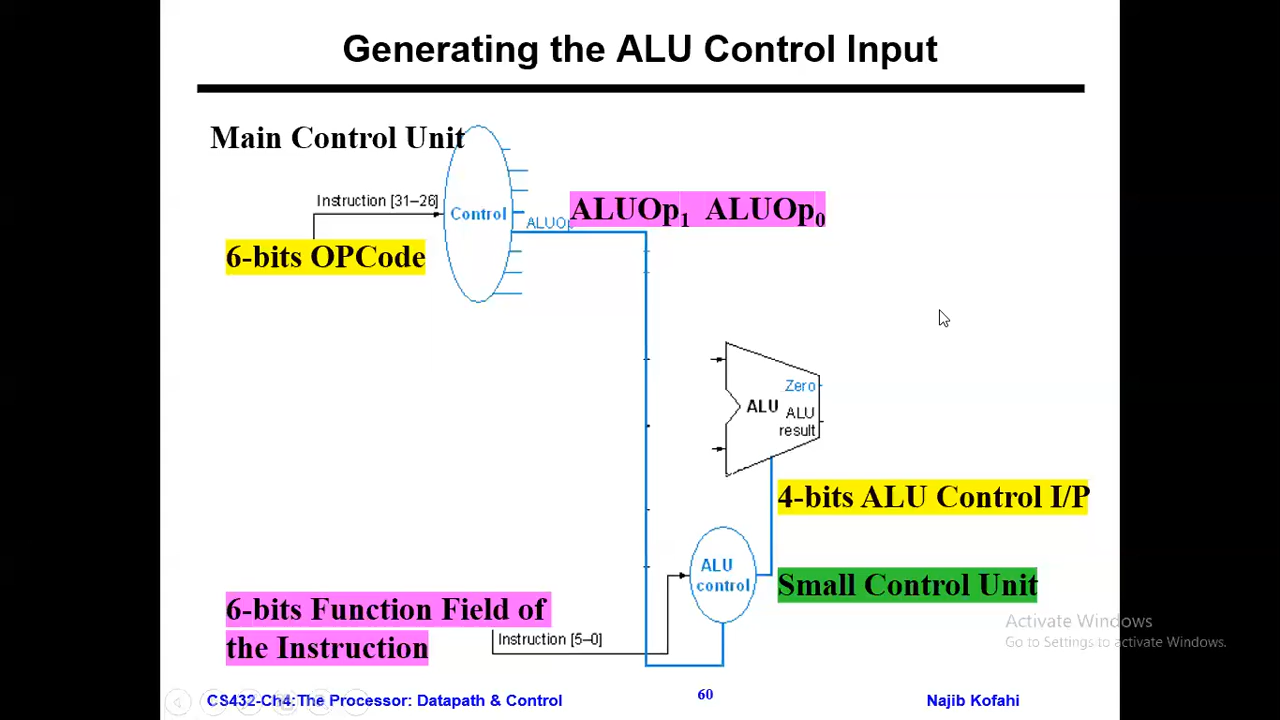 Generating the ALU Control Input
Main Control Unit
Instruction [31–26]
Control
ALUOp
ALUOp1 ALUOp0
6-bits OPCode
Zero
ALU
ALU
result
4-bits ALU Control I/P
ALU
control
Small Control Unit
6-bits Function Field of
the Instruction
Instruction [5–0]
Activate Windows
Go to Settings to activate Windows.
CS432-Ch4:The Processor: Datapath & Control
60
Najib Kofahi